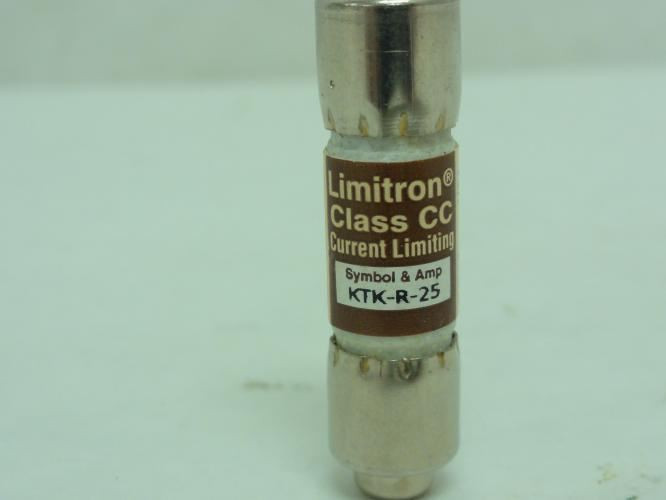 Limitron®
Class CC
Current Limiting
Symbol & Amp
KTK-R-25